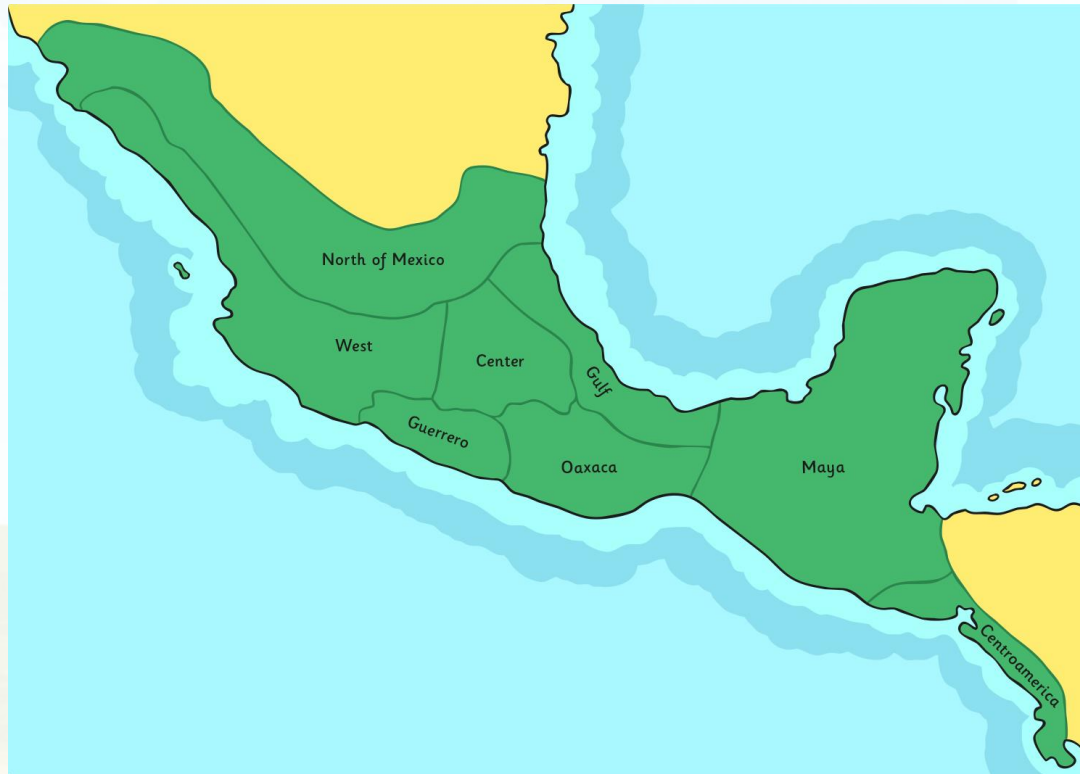 North of Mexico
West
Center
Gulf
Guerrero
Oaxaca
Maya
Centroamerica